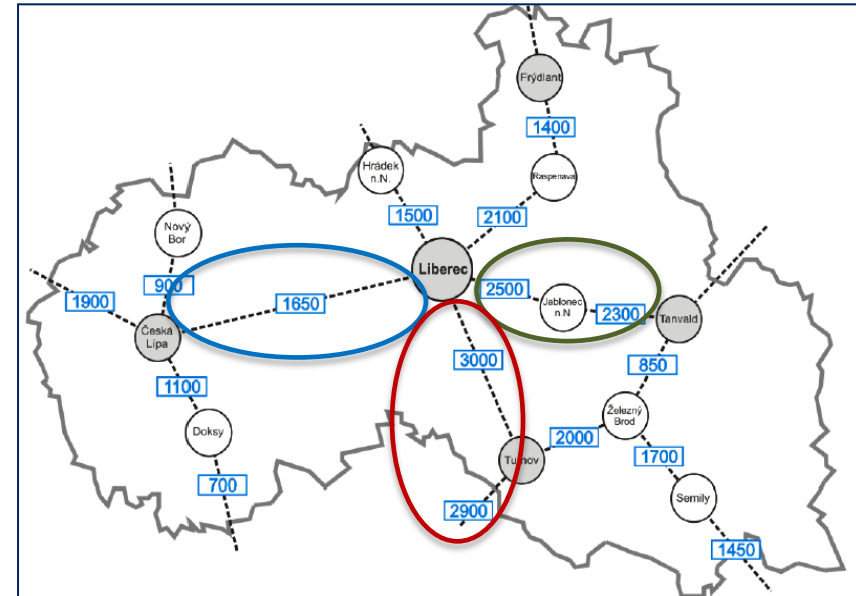 Frýdlant
1400
Hrádek
n.N.
Raspenava
1500
2100
Nový
Bor
Liberec
900
1650
2500
Jablonec
n.N
2300
Tanvald
1900
Česká
Lípa
3000
850
1100
Železný
Brod
Doksy
2000
Turnov
1700
700
2900
Semily
1450